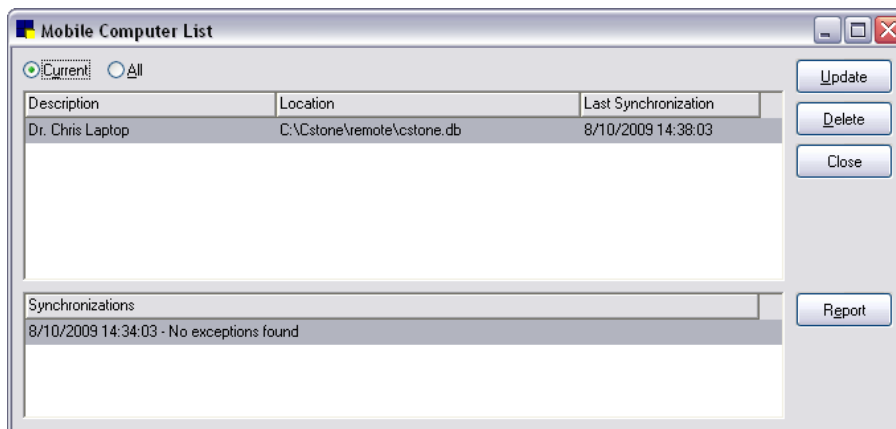 Mobile Computer List
Current All
Update
Description Location Last Synchronization
Dr. Chris Laptop C:\Cstone\remote\cstone.db 8/10/2009 14:38:03
Delete
Close
Synchronizations
8/10/2009 14:34:03 - No exceptions found
Report